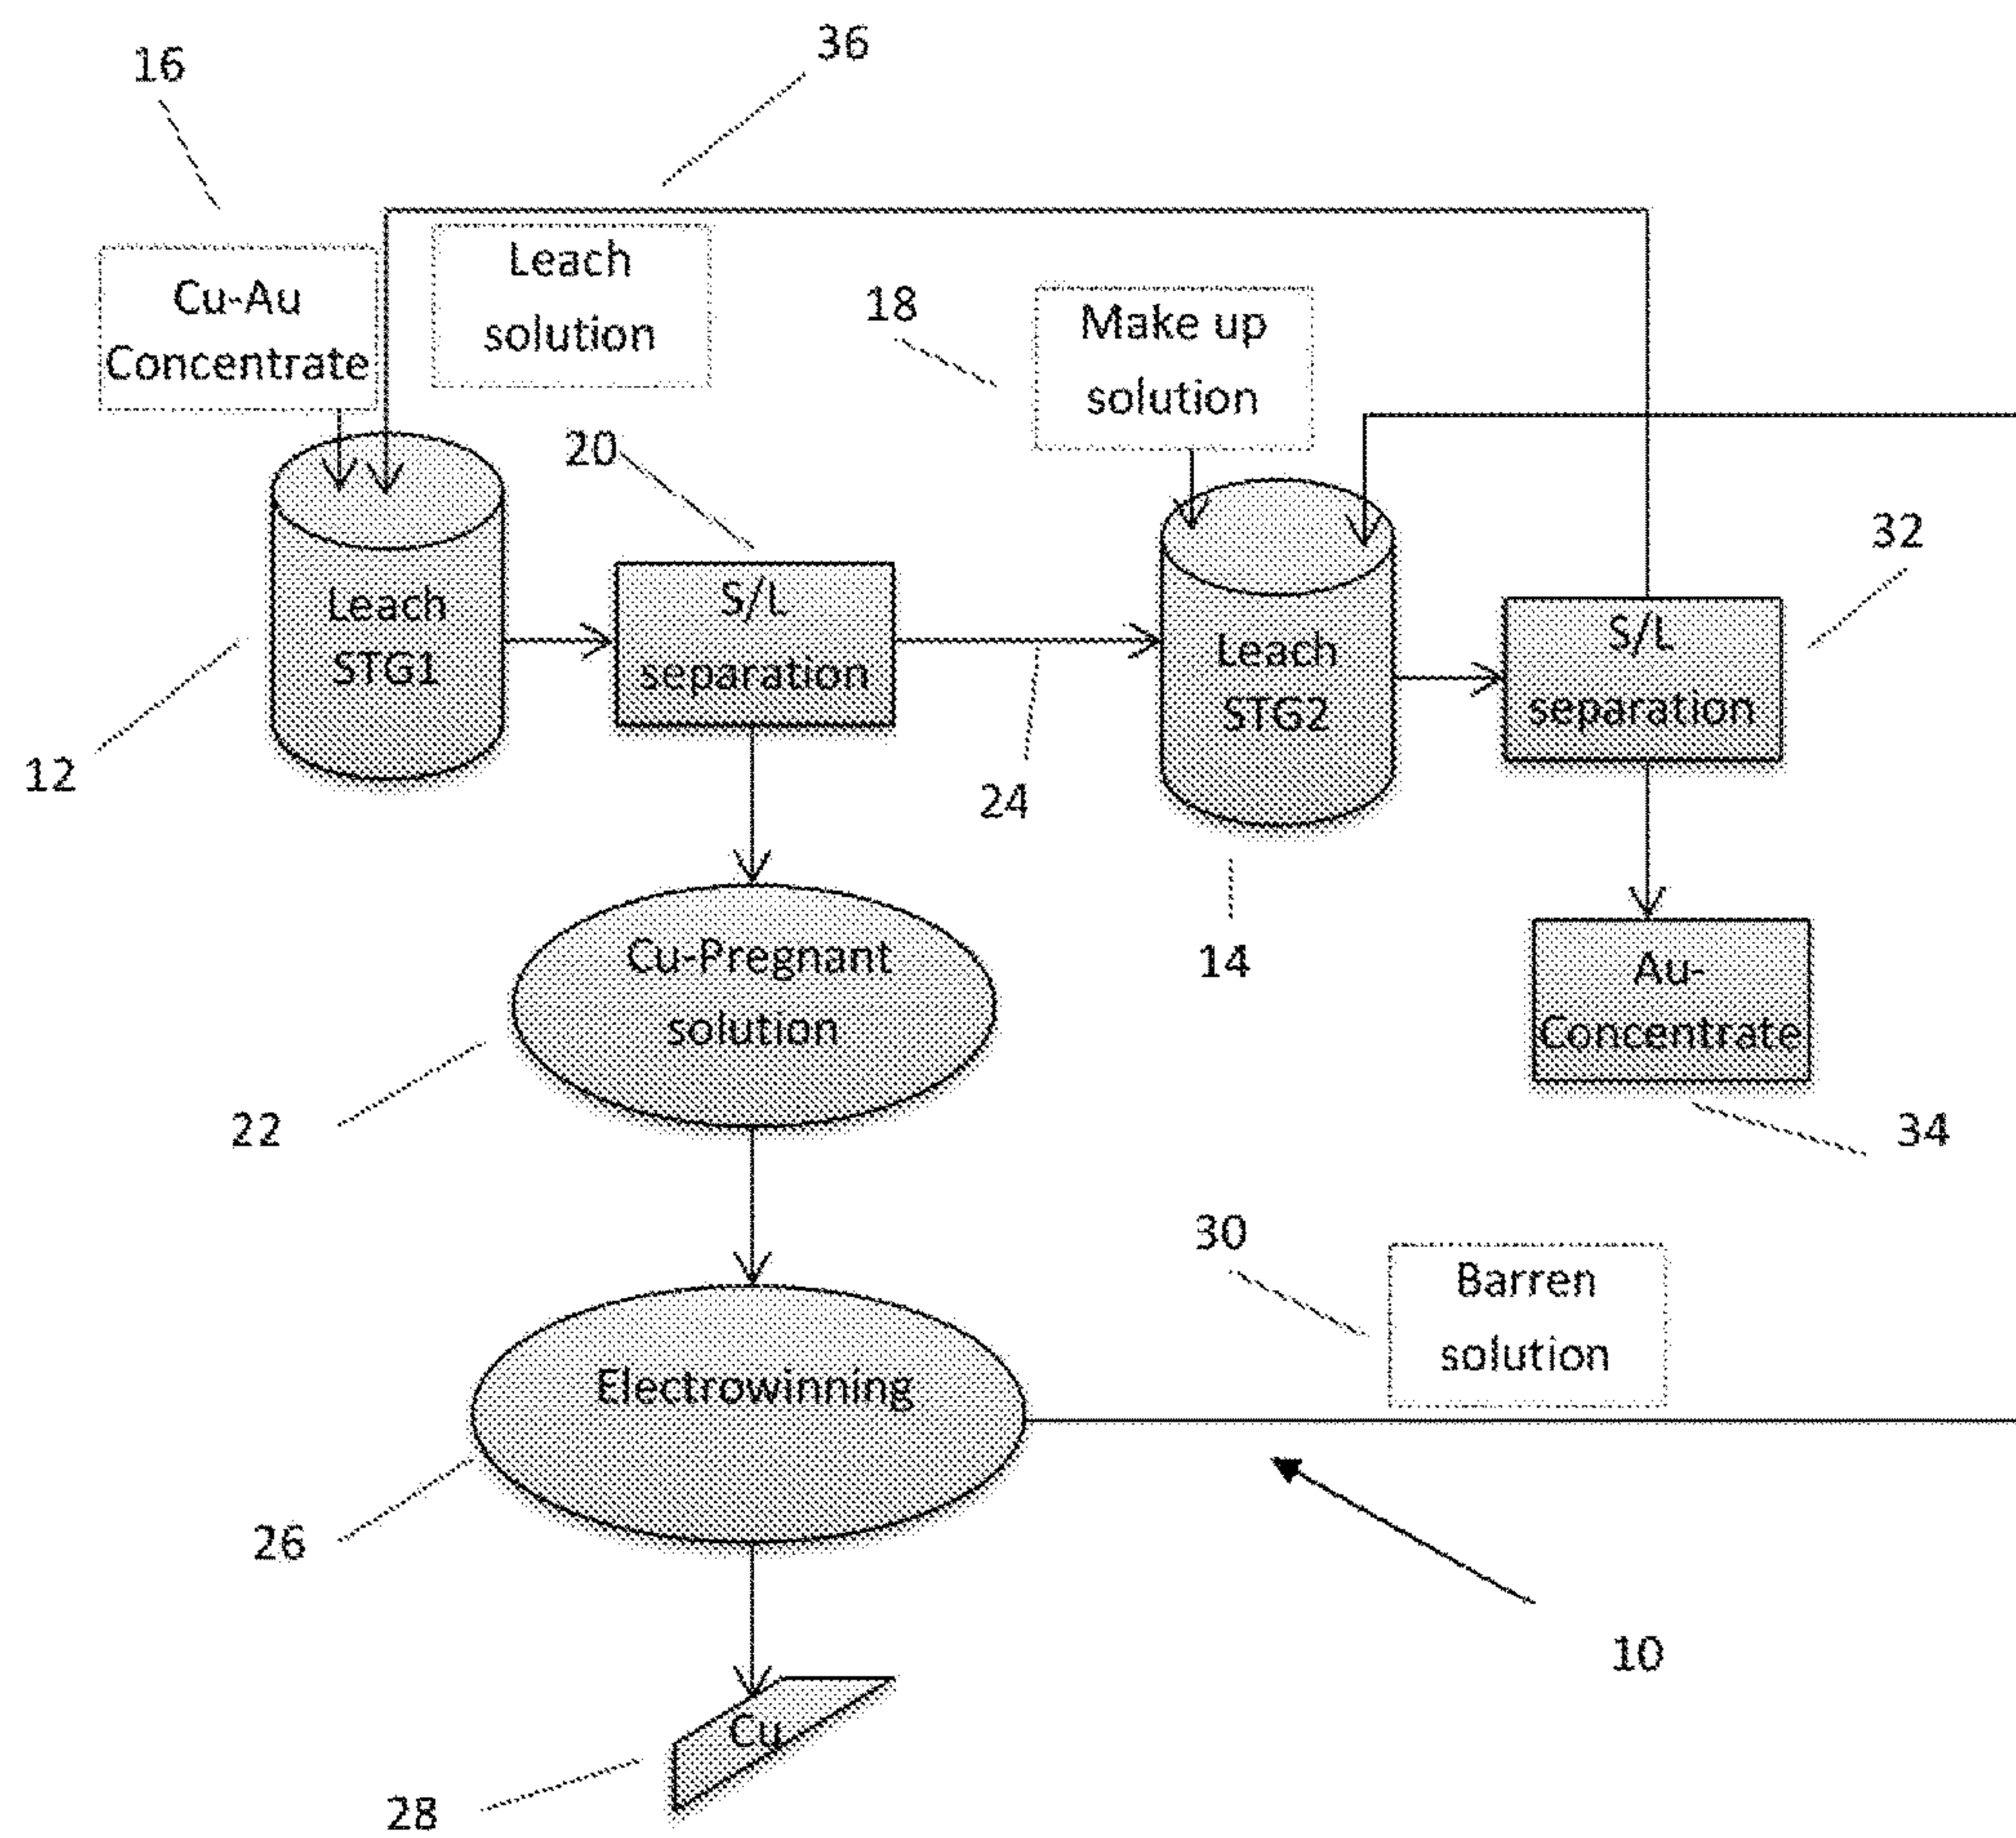 36
16
Leach
solution
Cu-Au
Concentrate
18
Make up
solution
20
32
Leach
STG1
S/L
separation
Leach
STG2
S/L
separation
12
24
14
Cu-Pregnant
solution
Au-
Concentrate
22
34
30
Barren
solution
Electrowinning
26
10
Cu
28